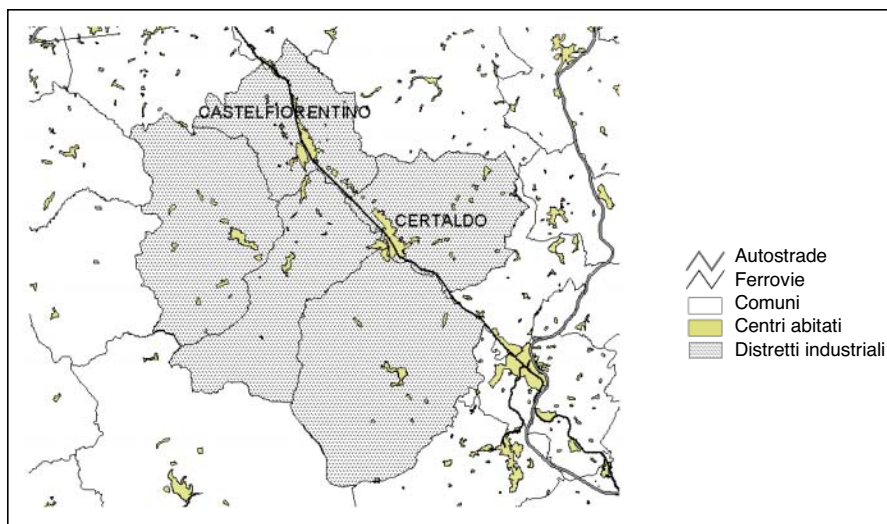 CASTELFIORENTINO
CERTALDO
Autostrade
Ferrovie
Comuni
Centri abitati
Distretti industriali